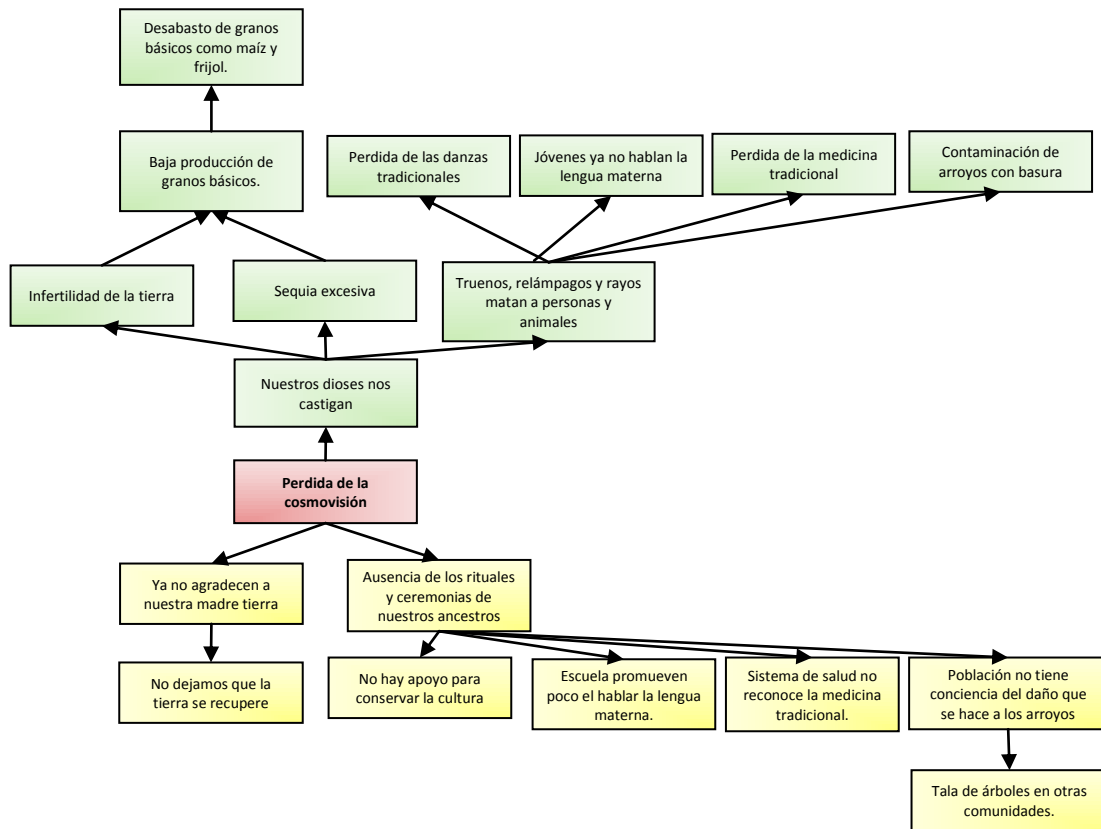 Desabasto de granos
básicos como maíz y
frijol.
Baja producción de
granos básicos.
Perdida de las danzas
tradicionales
Jóvenes ya no hablan la
lengua materna
Perdida de la medicina
tradicional
Contaminación de
arroyos con basura
Infertilidad de la tierra
Sequia excesiva
Truenos, relámpagos y rayos
matan a personas y
animales
Nuestros dioses nos
castigan
Perdida de la
cosmovisión
Ya no agradecen a
nuestra madre tierra
Ausencia de los rituales
y ceremonias de
nuestros ancestros
No dejamos que la
tierra se recupere
No hay apoyo para
conservar la cultura
Escuela promueven
poco el hablar la lengua
materna.
Sistema de salud no
reconoce la medicina
tradicional.
Población no tiene
conciencia del daño que
se hace a los arroyos
Tala de árboles en otras
comunidades.